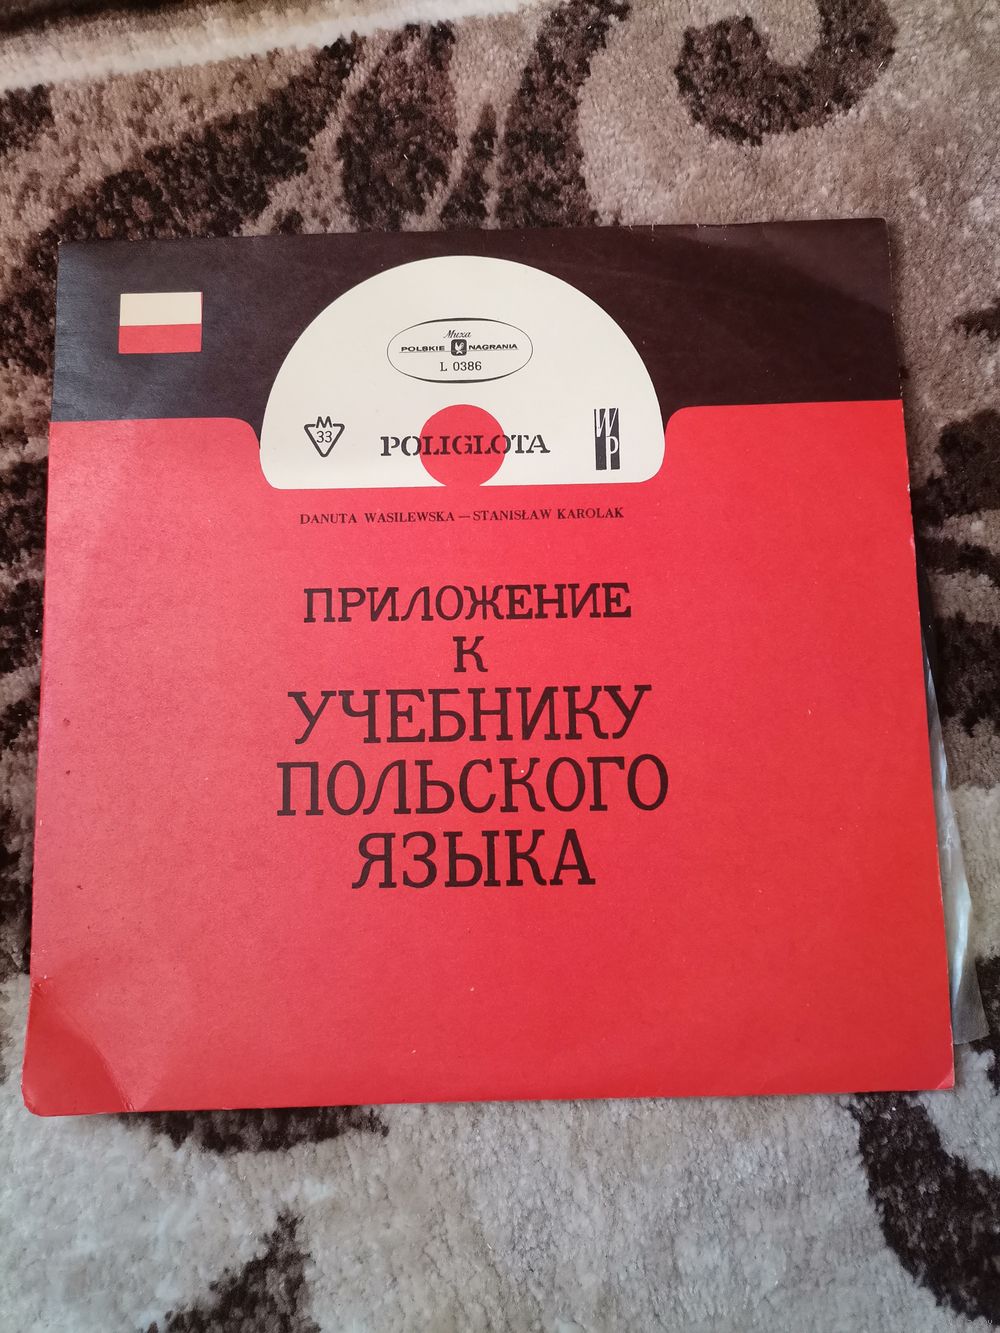 Muza
POLSKIE NAGRANIA
L 0386
M
33
POLIGLOTA
WP
DANUTA WASILEWSKA — STANISŁAW KAROLAK
ПРИЛОЖЕНИЕ
К
УЧЕБНИКУ
ПОЛЬСКОГО
ЯЗЫКА